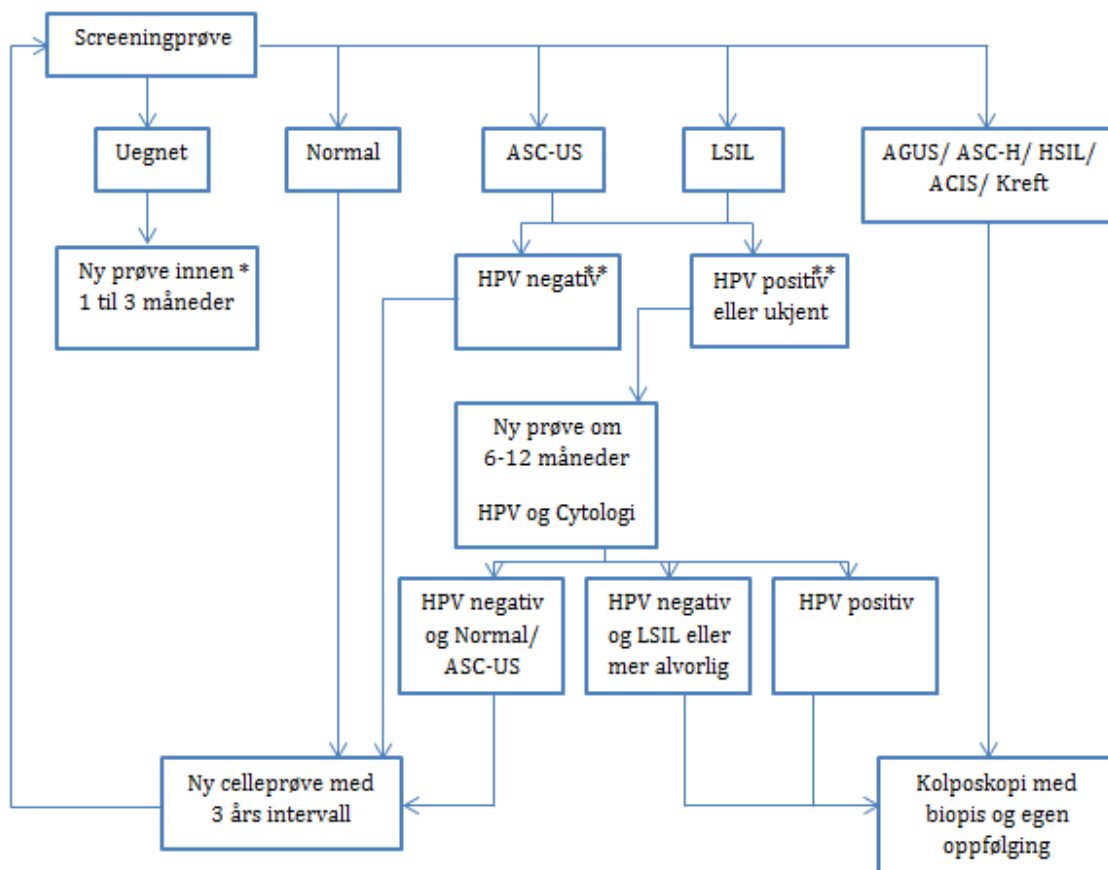 Screeningprøve
Uegnet
Normal
ASC-US
LSIL
AGUS/ ASC-H/ HSIL/
ACIS/ Kreft
Ny prøve innen *
1 til 3 måneder
HPV negativ**
HPV positiv**
eller ukjent
Ny prøve om
6-12 måneder
HPV og Cytologi
HPV negativ
og Normal/
ASC-US
HPV negativ
og LSIL eller
mer alvorlig
HPV positiv
Ny celleprøve med
3 års intervall
Kolposkopi med
biopis og egen
oppfølging